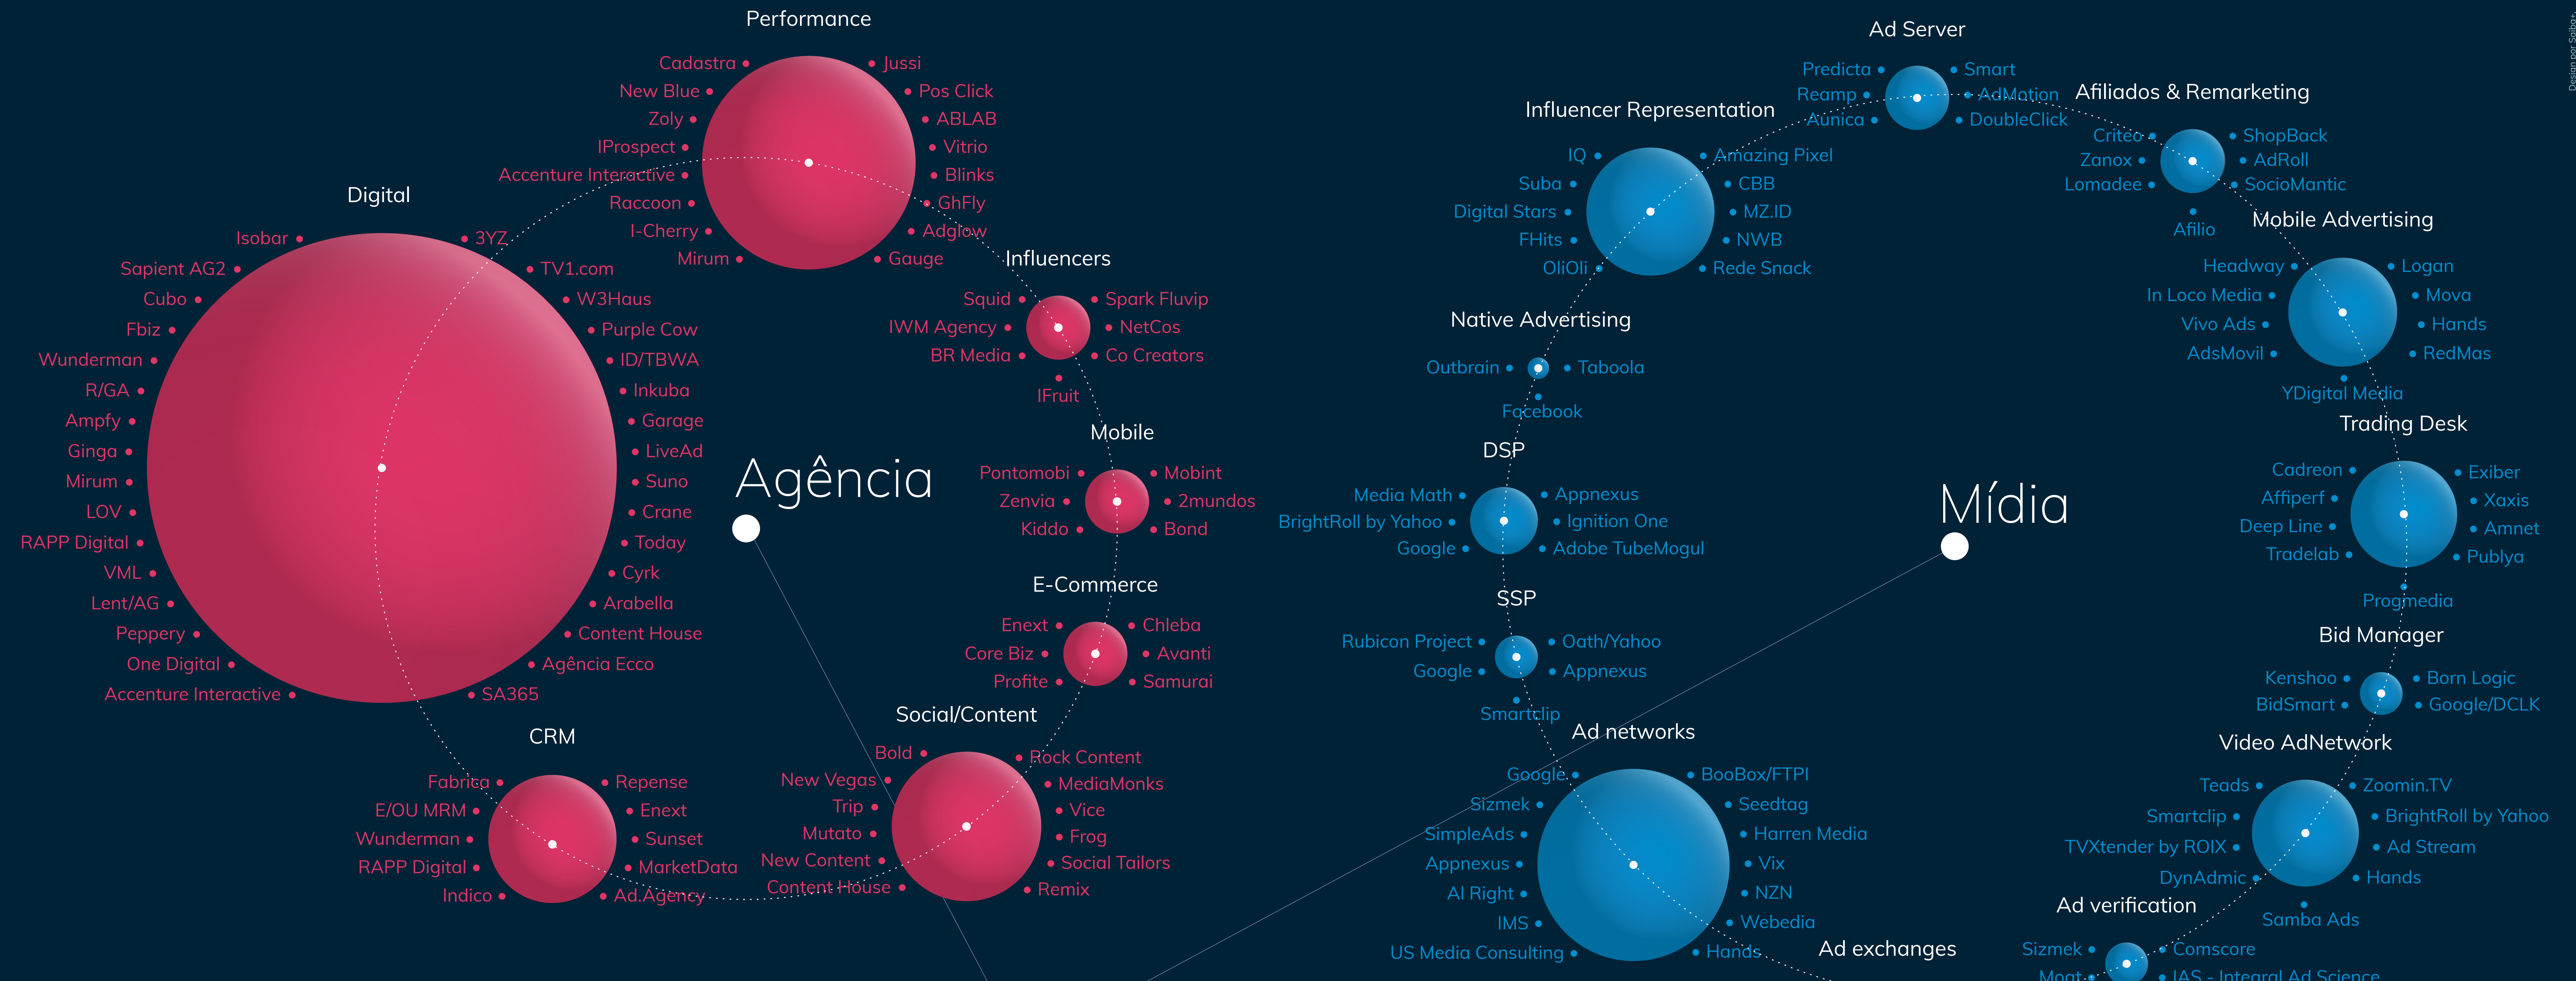 Performance
Cadastra
New Blue
Zoly
IProspect
Accenture Interactive
Raccoon
I-Cherry
Mirum
Jussi
Pos Click
ABLAB
Vitrio
Blinks
GhFly
Adglow
Gauge
Digital
Isobar
Sapient AG2
Cubo
Fbiz
Wunderman
R/GA
Ampfy
Ginga
Mirum
LOV
RAPP Digital
VML
Lent/AG
Peppery
One Digital
Accenture Interactive
3YZ
TV1.com
W3Haus
Purple Cow
ID/TBWA
Inkuba
Garage
LiveAd
Suno
Crane
Today
Cyrk
Arabella
Content House
Agência Ecco
SA365
Agência
Influencers
Squid
IWM Agency
BR Media
Spark Fluvip
NetCos
Co Creators
IFruit
Mobile
Pontomobi
Zenvia
Kiddo
Mobint
2mundos
Bond
E-Commerce
Enext
Core Biz
Profite
Chleba
Avanti
Samurai
Social/Content
Bold
New Vegas
Trip
Mutato
New Content
Content House
Rock Content
MediaMonks
Vice
Frog
Social Tailors
Remix
CRM
Fabrica
E/OU MRM
Wunderman
RAPP Digital
Indico
Repense
Enext
Sunset
MarketData
Ad.Agency
Ad Server
Predicta
Reamp
Aunica
Smart
AdMotion
DoubleClick
Influencer Representation
IQ
Suba
Digital Stars
FHits
OliOli
Amazing Pixel
CBB
MZ.ID
NWB
Rede Snack
Native Advertising
Outbrain
Taboola
Facebook
DSP
Media Math
BrightRoll by Yahoo
Google
Appnexus
Ignition One
Adobe TubeMogul
SSP
Rubicon Project
Google
Oath/Yahoo
Appnexus
Smartclip
Ad networks
Google
Sizmek
SimpleAds
Appnexus
AI Right
IMS
US Media Consulting
BooBox/FTPI
Seedtag
Harren Media
Vix
NZN
Webedia
Hands
Ad exchanges
Mídia
Afiliados & Remarketing
Criteo
Zanox
Lomadee
ShopBack
AdRoll
SocioMantic
Afilio
Mobile Advertising
Headway
In Loco Media
Vivo Ads
AdsMovil
Logan
Mova
Hands
RedMas
YDigital Media
Trading Desk
Cadreon
Affiperf
Deep Line
Tradelab
Exiber
Xaxis
Amnet
Publya
Progmedia
Bid Manager
Kenshoo
BidSmart
Born Logic
Google/DCLK
Video AdNetwork
Teads
Smartclip
TVXtender by ROIX
DynAdmic
Zoomin.TV
BrightRoll by Yahoo
Ad Stream
Hands
Samba Ads
Ad verification
Sizmek
Moat
Comscore
IAS - Integral Ad Science
Design por Saiba+,